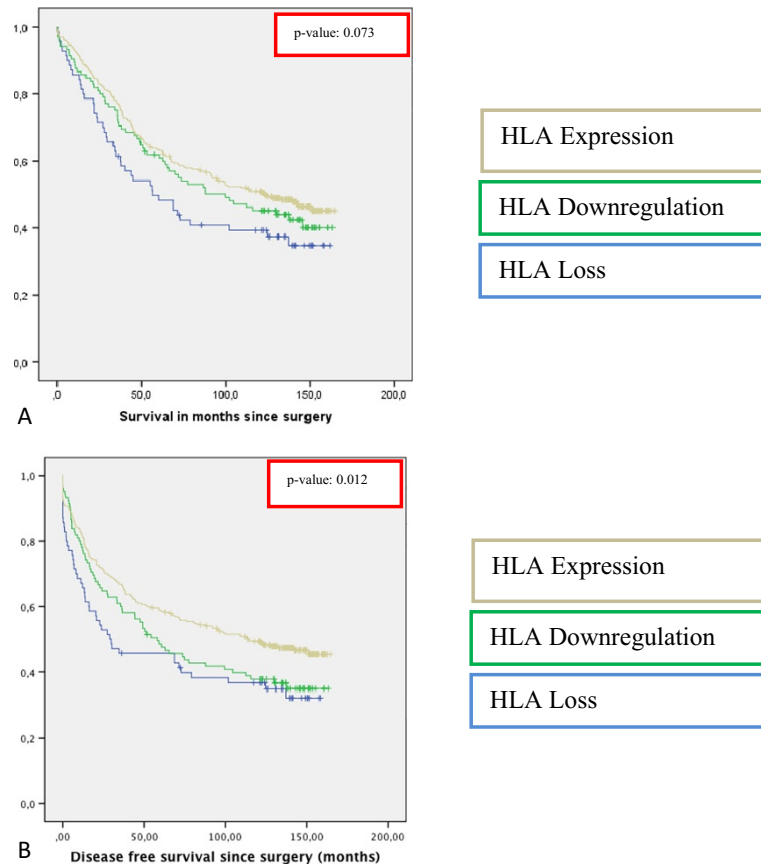 p-value: 0.073
1,0
0,8
0,6
0,4
0,2
0,0
,0
50,0
100,0
150,0
200,0
A
Survival in months since surgery
HLA Expression
HLA Downregulation
HLA Loss
p-value: 0.012
1,0
0,8
0,6
0,4
0,2
0,0
,00
50,00
100,00
150,00
200,00
B
Disease free survival since surgery (months)
HLA Expression
HLA Downregulation
HLA Loss